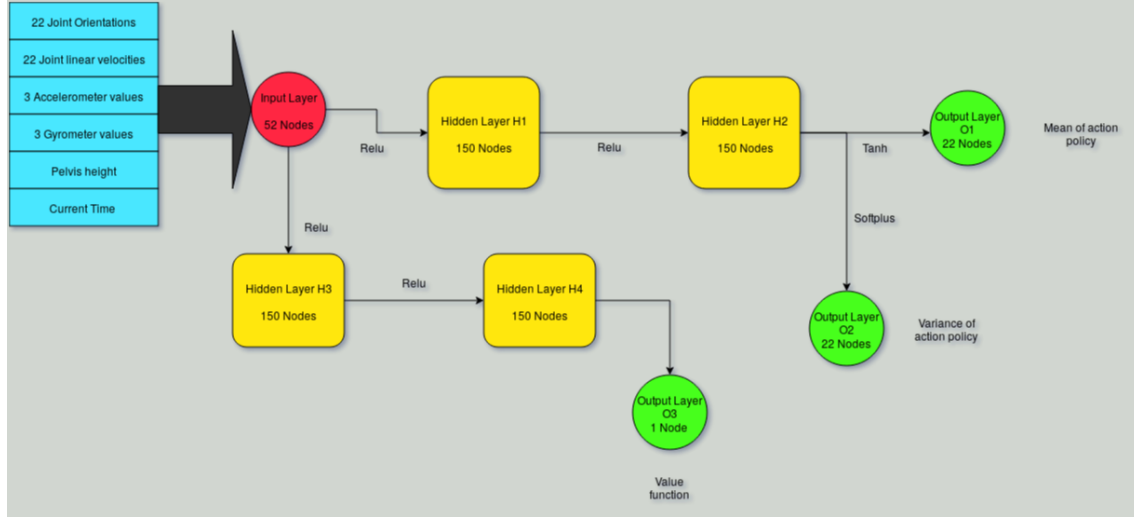 22 Joint Orientations
22 Joint linear velocities
3 Accelerometer values
3 Gyrometer values
Pelvis height
Current Time
Input Layer
52 Nodes
Relu
Hidden Layer H1
150 Nodes
Relu
Hidden Layer H2
150 Nodes
Tanh
Output Layer
O1
22 Nodes
Mean of action
policy
Softplus
Relu
Hidden Layer H3
150 Nodes
Relu
Hidden Layer H4
150 Nodes
Output Layer
O2
22 Nodes
Variance of
action policy
Output Layer
O3
1 Node
Value
function